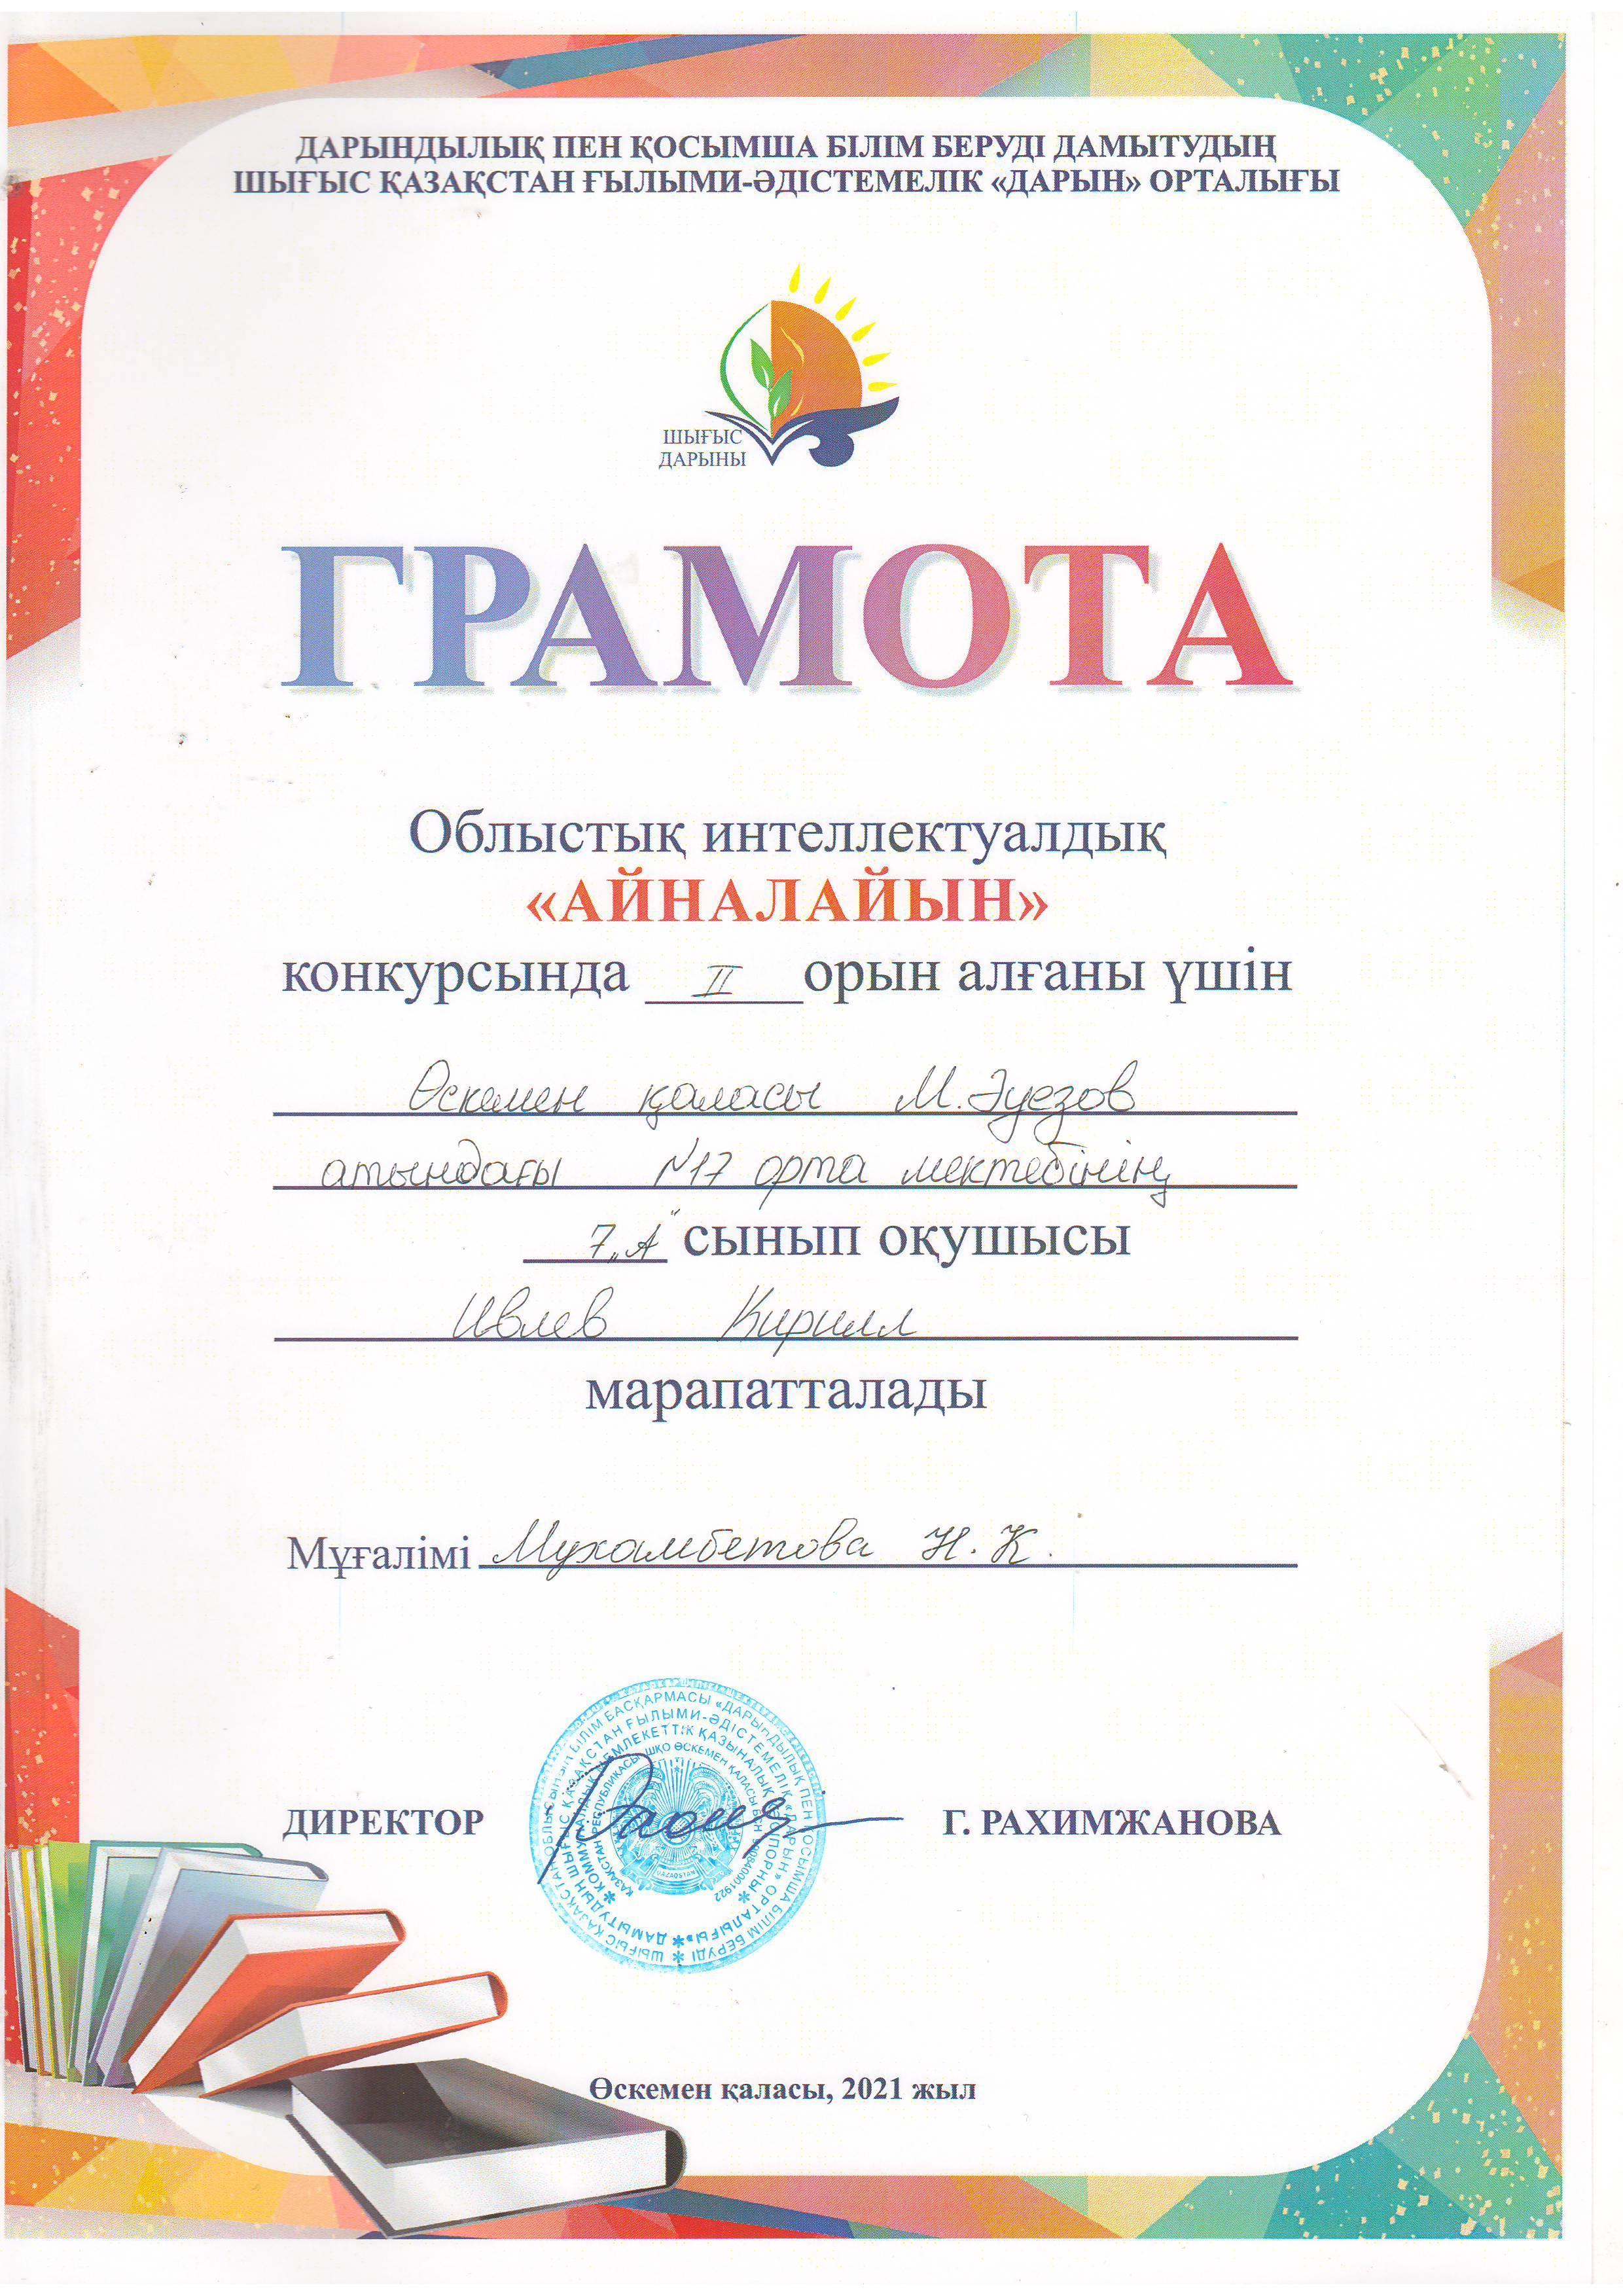 ДАРЫНДЫЛЫҚ ПЕН ҚОСЫМША БІЛІМ БЕРУДІ ДАМЫТУДЫҢ
ШЫҒЫС ҚАЗАҚСТАН ҒЫЛЫМИ-ӘДІСТЕМЕЛІК «ДАРЫН» ОРТАЛЫҒЫ
ШЫҒЫС
ДАРЫНЫ
ГРАМОТА
Облыстық интеллектуалдық
«АЙНАЛАЙЫН»
конкурсында II орын алғаны үшін
Өскемен қаласы М.Әуезов
атындағы №17 орта мектебінің
7 „А" сынып оқушысы
Ивлев Кирилл
марапатталады
Мұғалімі Мухамбетова Н.К.
ДИРЕКТОР Г. РАХИМЖАНОВА
Өскемен қаласы, 2021 жыл